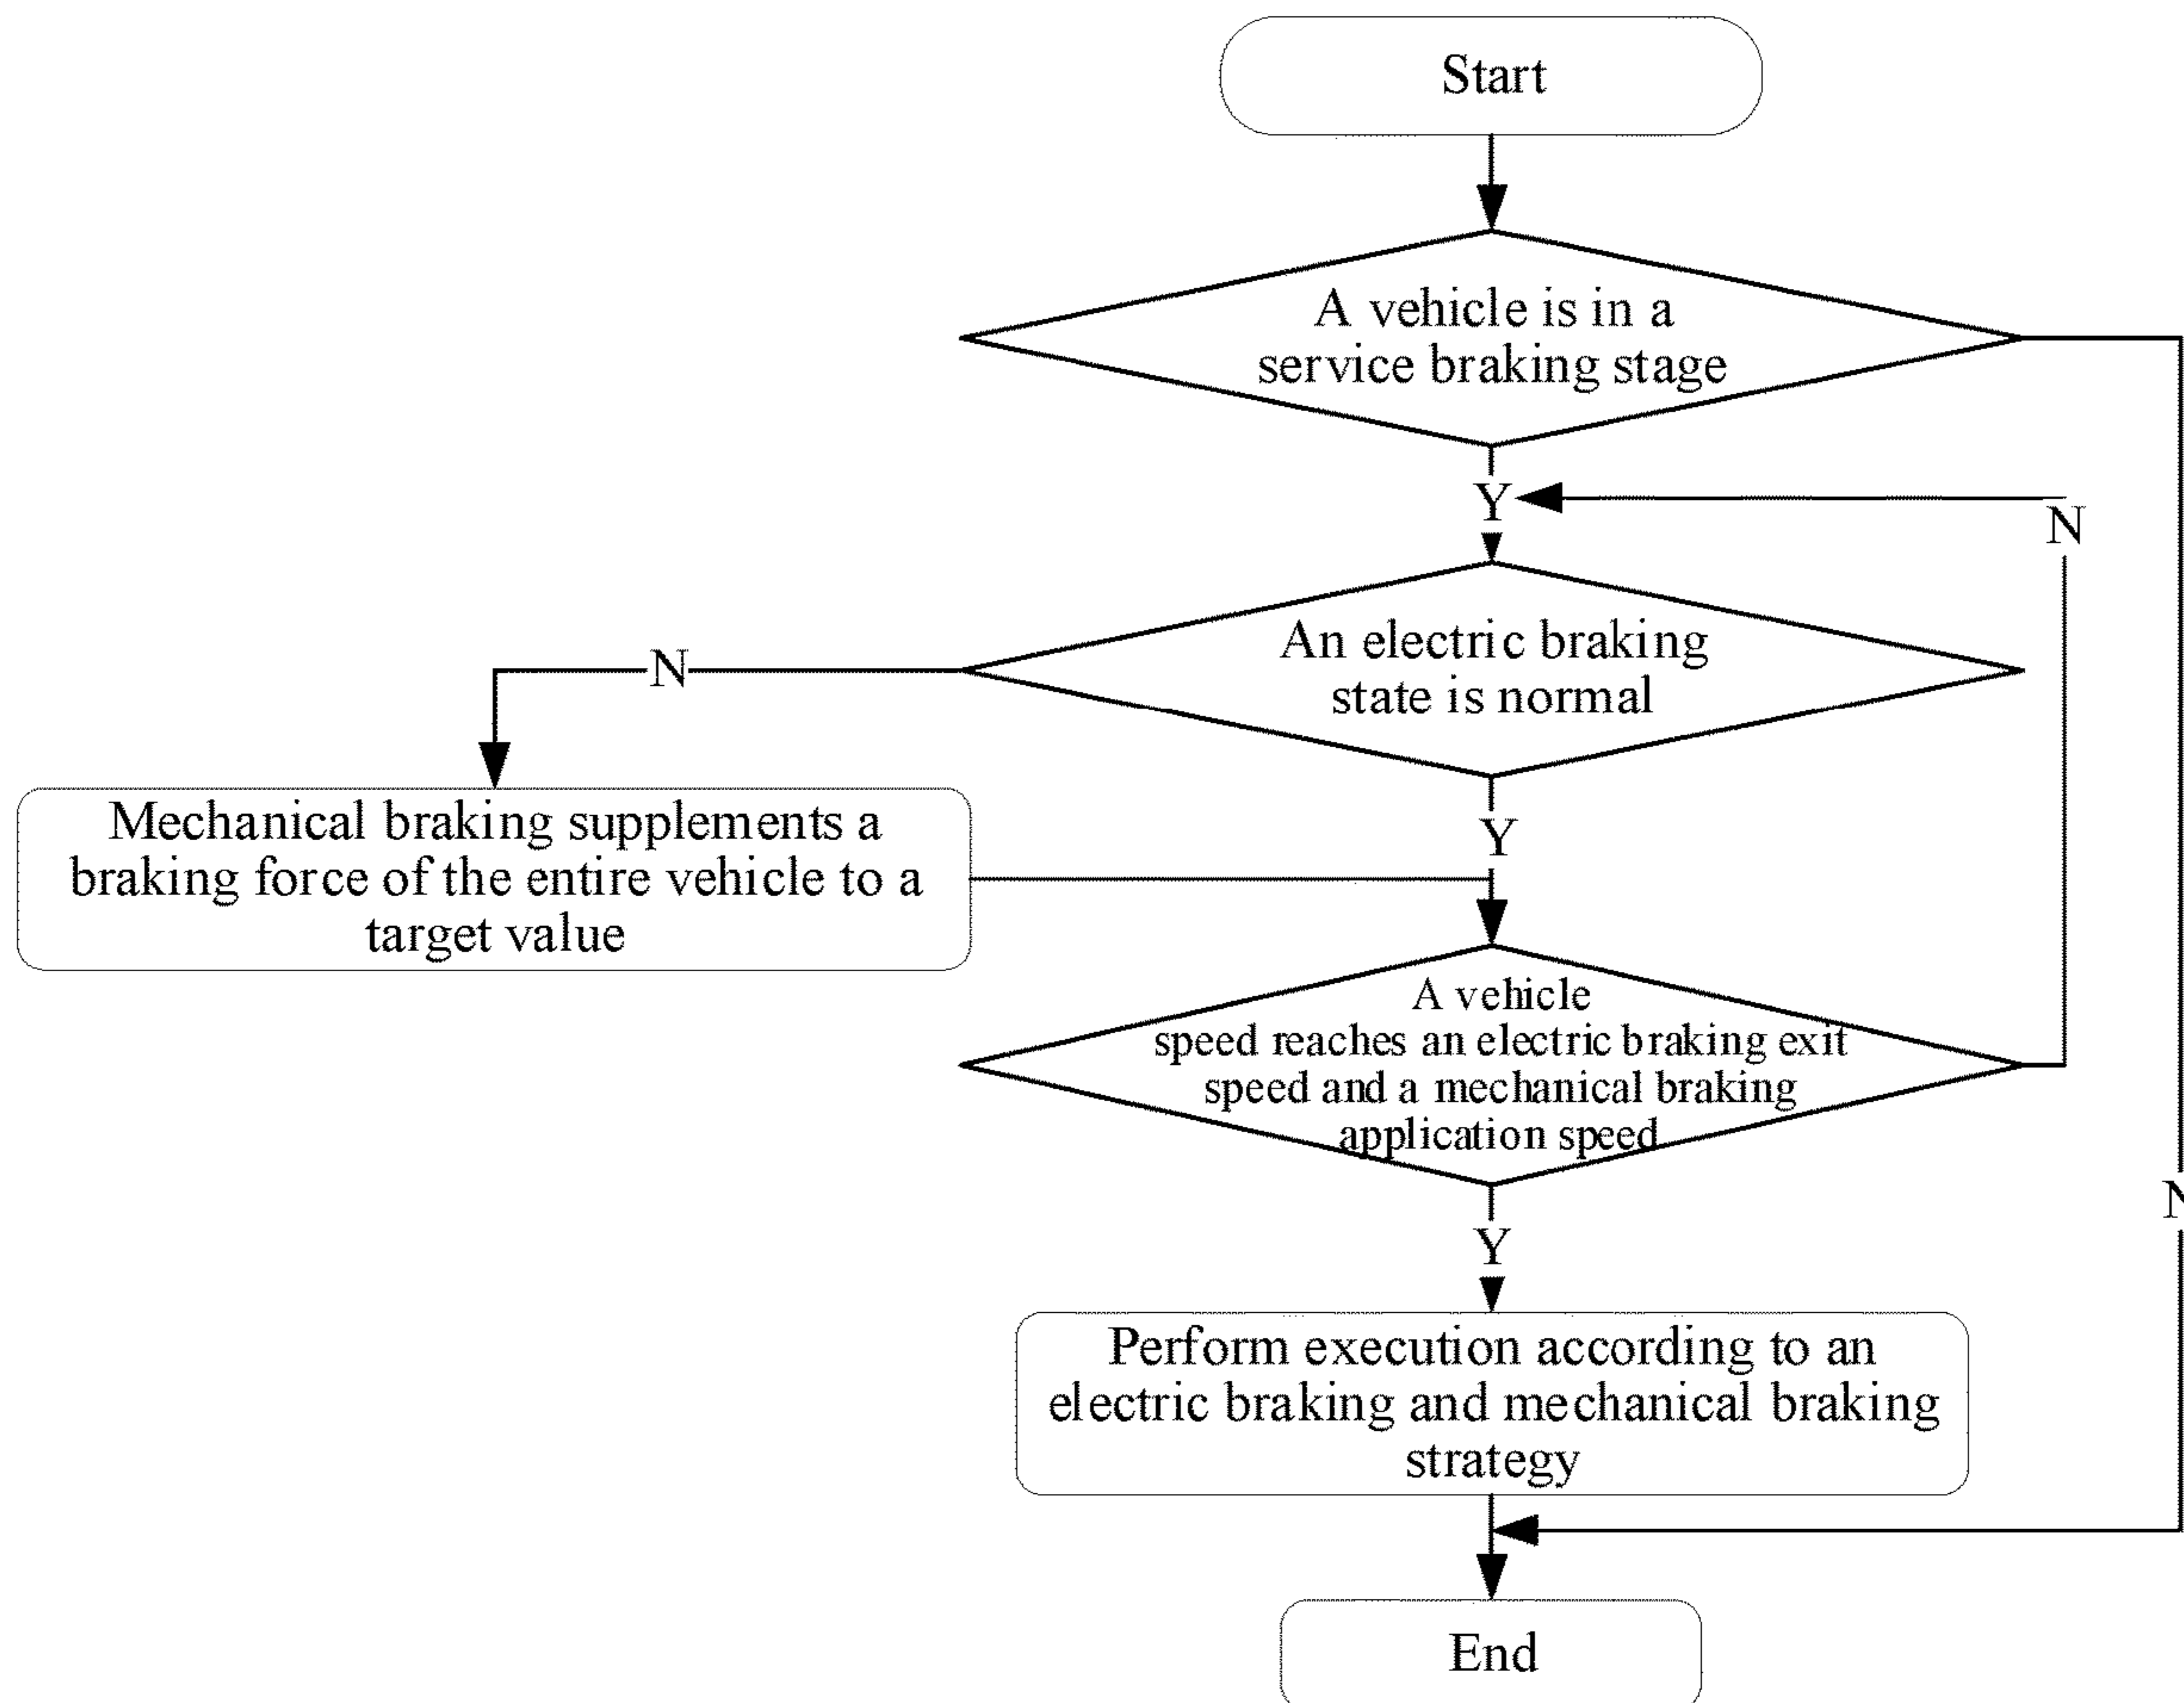 Start
A vehicle is in a
service braking stage
Y
N
An electric braking
state is normal
N
Y
Mechanical braking supplements a
braking force of the entire vehicle to a
target value
A vehicle
speed reaches an electric braking exit
speed and a mechanical braking
application speed
N
Y
Perform execution according to an
electric braking and mechanical braking
strategy
End